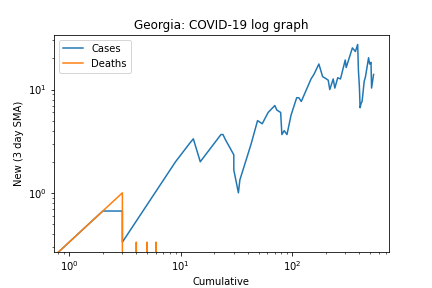 Georgia: COVID-19 log graph
Cases
Deaths
New (3 day SMA)
10¹
10⁰
10⁰ 10¹ 10²
Cumulative